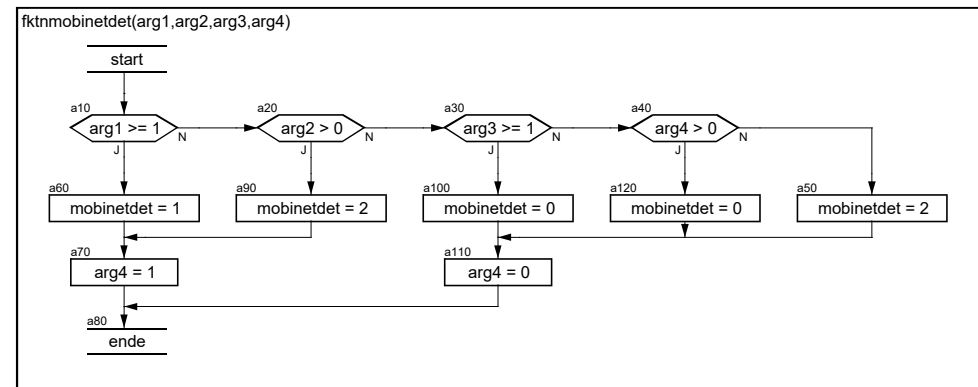 fktnmobinetdet(arg1,arg2,arg3,arg4)
start
a10
arg1 >= 1
N
J
a20
arg2 > 0
N
J
a30
arg3 >= 1
N
J
a40
arg4 > 0
N
J
a60
mobinetdet = 1
a90
mobinetdet = 2
a100
mobinetdet = 0
a120
mobinetdet = 0
a50
mobinetdet = 2
a70
arg4 = 1
a110
arg4 = 0
a80
ende